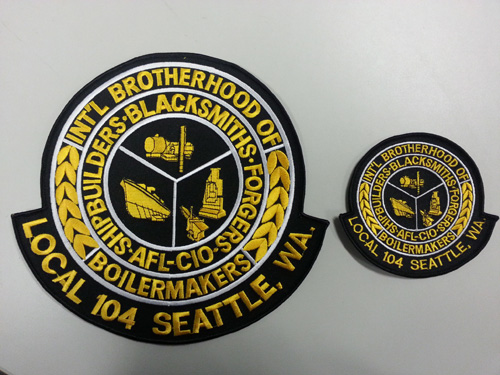 INT'L BROTHERHOOD OF
SHIPBUILDERS·BLACKSMITHS·FORGERS
·AFL-CIO·
BOILERMAKERS
LOCAL 104 SEATTLE, WA.
INT'L BROTHERHOOD OF
SHIPBUILDERS·BLACKSMITHS·FORGERS
·AFL-CIO·
BOILERMAKERS
LOCAL 104 SEATTLE, WA.